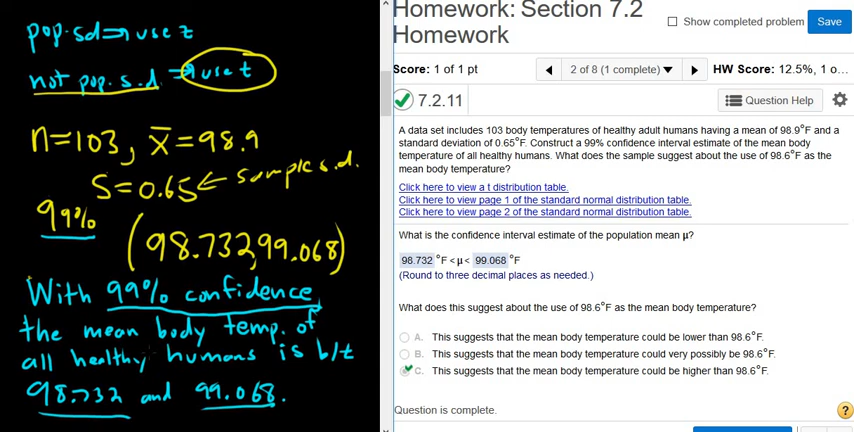 pop. sd → use z
not pop. s.d. → use t
n=103, x̄=98.9
s=0.65 ← sample s.d.
99%
(98.732, 99.068)
With 99% confidence
the mean body temp. of
all healthy humans is b/t
98.732 and 99.068.
Homework: Section 7.2
Homework
Show completed problem
Save
Score: 1 of 1 pt
2 of 8 (1 complete)
HW Score: 12.5%, 1 o...
7.2.11
Question Help
A data set includes 103 body temperatures of healthy adult humans having a mean of 98.9°F and a
standard deviation of 0.65°F. Construct a 99% confidence interval estimate of the mean body
temperature of all healthy humans. What does the sample suggest about the use of 98.6°F as the
mean body temperature?
Click here to view a t distribution table.
Click here to view page 1 of the standard normal distribution table.
Click here to view page 2 of the standard normal distribution table.
What is the confidence interval estimate of the population mean μ?
98.732 °F < μ < 99.068 °F
(Round to three decimal places as needed.)
What does this suggest about the use of 98.6°F as the mean body temperature?
A. This suggests that the mean body temperature could be lower than 98.6°F.
B. This suggests that the mean body temperature could very possibly be 98.6°F.
C. This suggests that the mean body temperature could be higher than 98.6°F.
Question is complete.
?